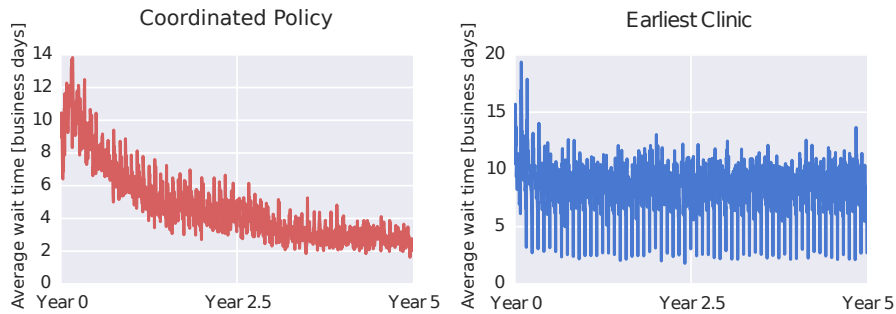 Coordinated Policy
Average wait time [business days]
14
12
10
8
6
4
2
0
Year 0
Year 2.5
Year 5
Earliest Clinic
Average wait time [business days]
20
15
10
5
0
Year 0
Year 2.5
Year 5